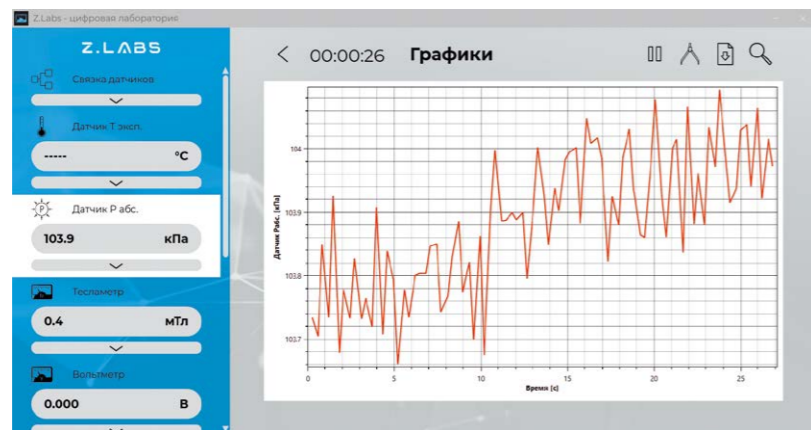 Z.Labs - цифровая лаборатория
Z.LABS
Связка датчиков
Датчик T эксп.
----- °C
Датчик P абс.
103.9 кПа
Тесламетр
0.4 мТл
Вольтметр
0.000 В
00:00:26 Графики
Датчик Pабс. [кПа]
104
103.9
103.8
103.7
0 5 10 15 20 25
Время [с]